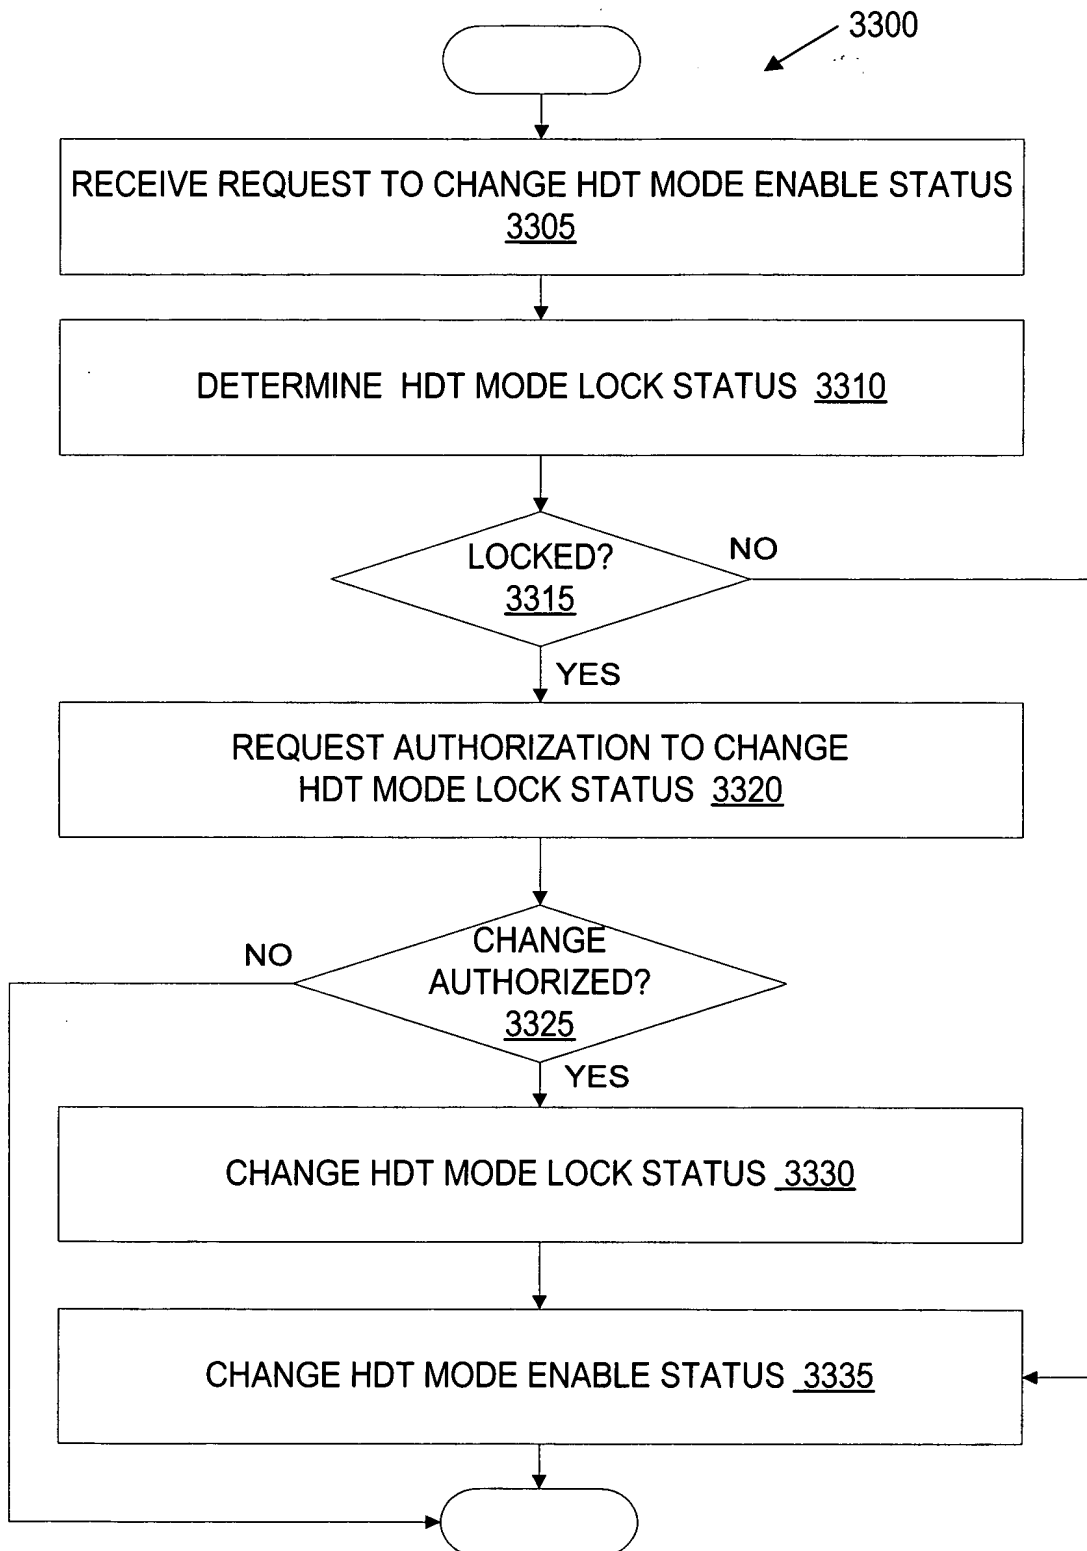 3300
RECEIVE REQUEST TO CHANGE HDT MODE ENABLE STATUS
3305
DETERMINE HDT MODE LOCK STATUS 3310
LOCKED?
3315
NO
YES
REQUEST AUTHORIZATION TO CHANGE
HDT MODE LOCK STATUS 3320
NO
CHANGE
AUTHORIZED?
3325
YES
CHANGE HDT MODE LOCK STATUS 3330
CHANGE HDT MODE ENABLE STATUS 3335